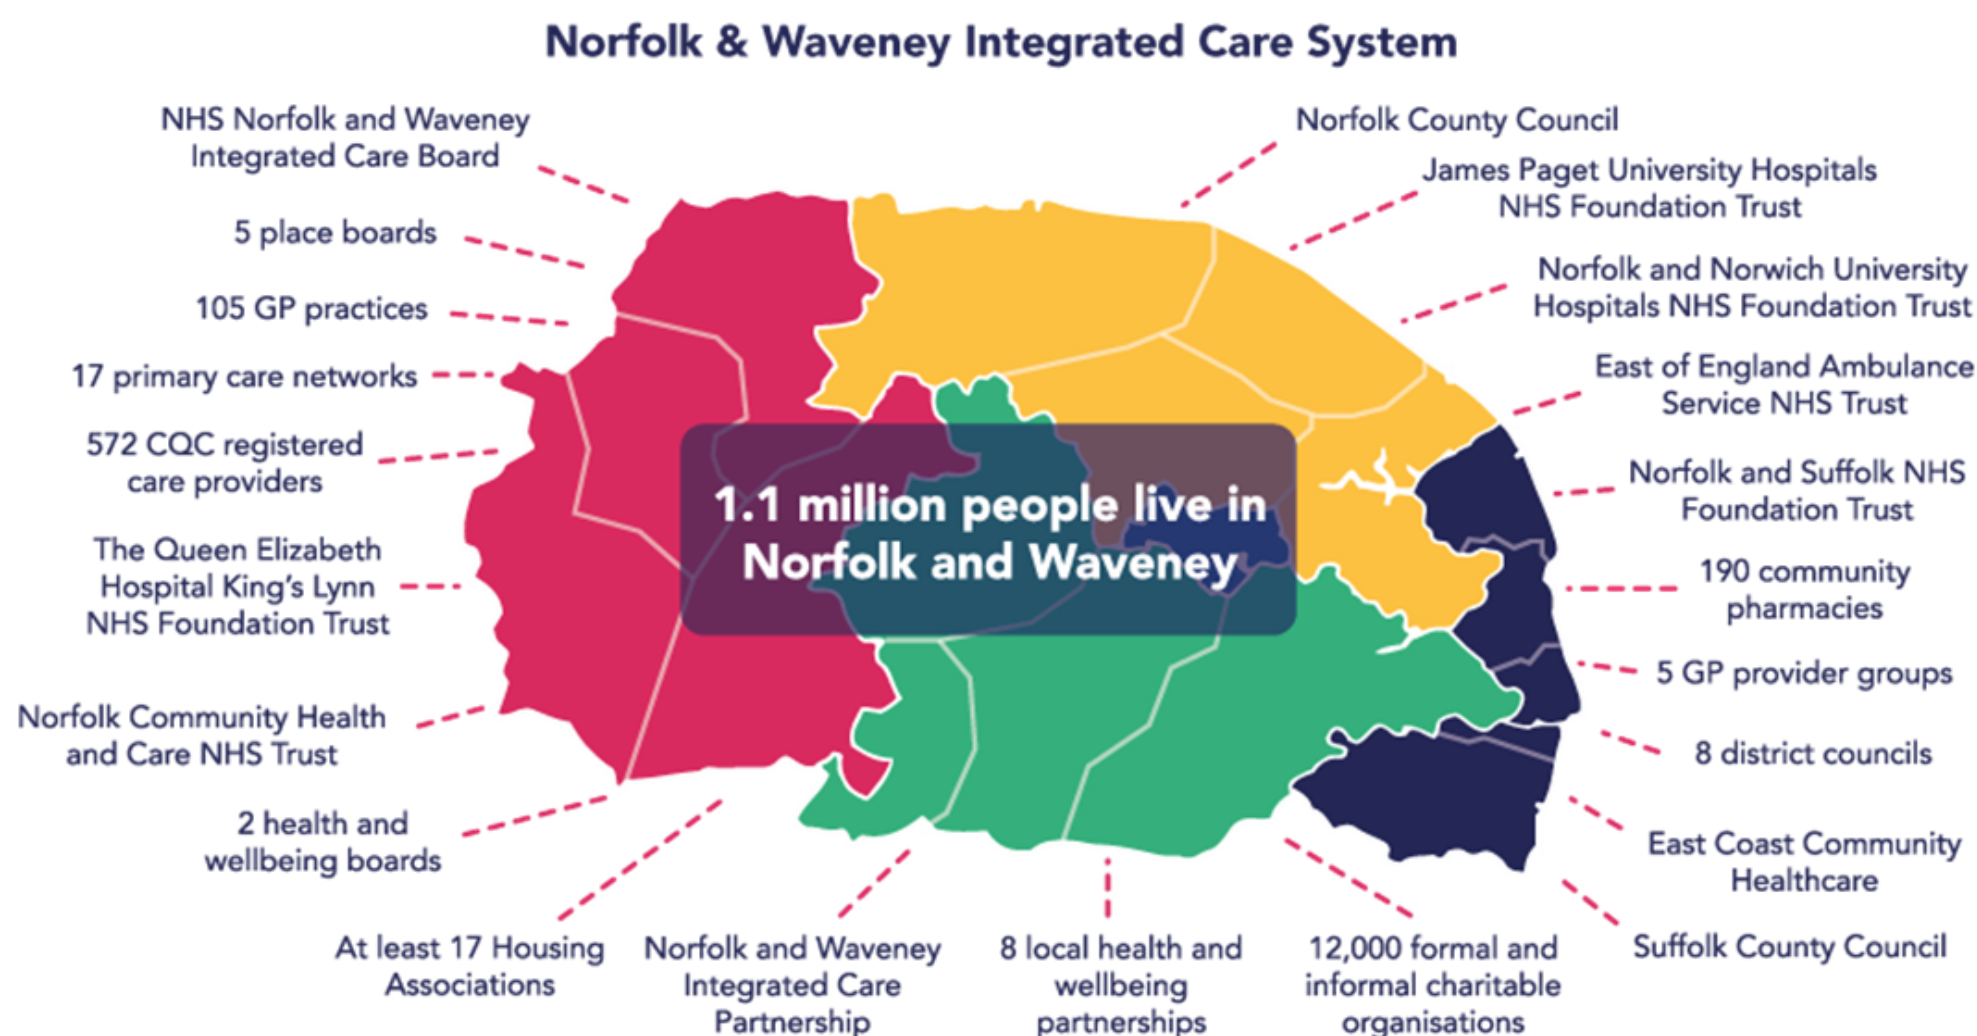 Norfolk & Waveney Integrated Care System
NHS Norfolk and Waveney
Integrated Care Board
5 place boards
105 GP practices
17 primary care networks
572 CQC registered
care providers
The Queen Elizabeth
Hospital King's Lynn
NHS Foundation Trust
Norfolk Community Health
and Care NHS Trust
2 health and
wellbeing boards
At least 17 Housing
Associations
Norfolk and Waveney
Integrated Care
Partnership
8 local health and
wellbeing
partnerships
12,000 formal and
informal charitable
organisations
Norfolk County Council
James Paget University Hospitals
NHS Foundation Trust
Norfolk and Norwich University
Hospitals NHS Foundation Trust
East of England Ambulance
Service NHS Trust
Norfolk and Suffolk NHS
Foundation Trust
190 community
pharmacies
5 GP provider groups
8 district councils
East Coast Community
Healthcare
Suffolk County Council
1.1 million people live in
Norfolk and Waveney